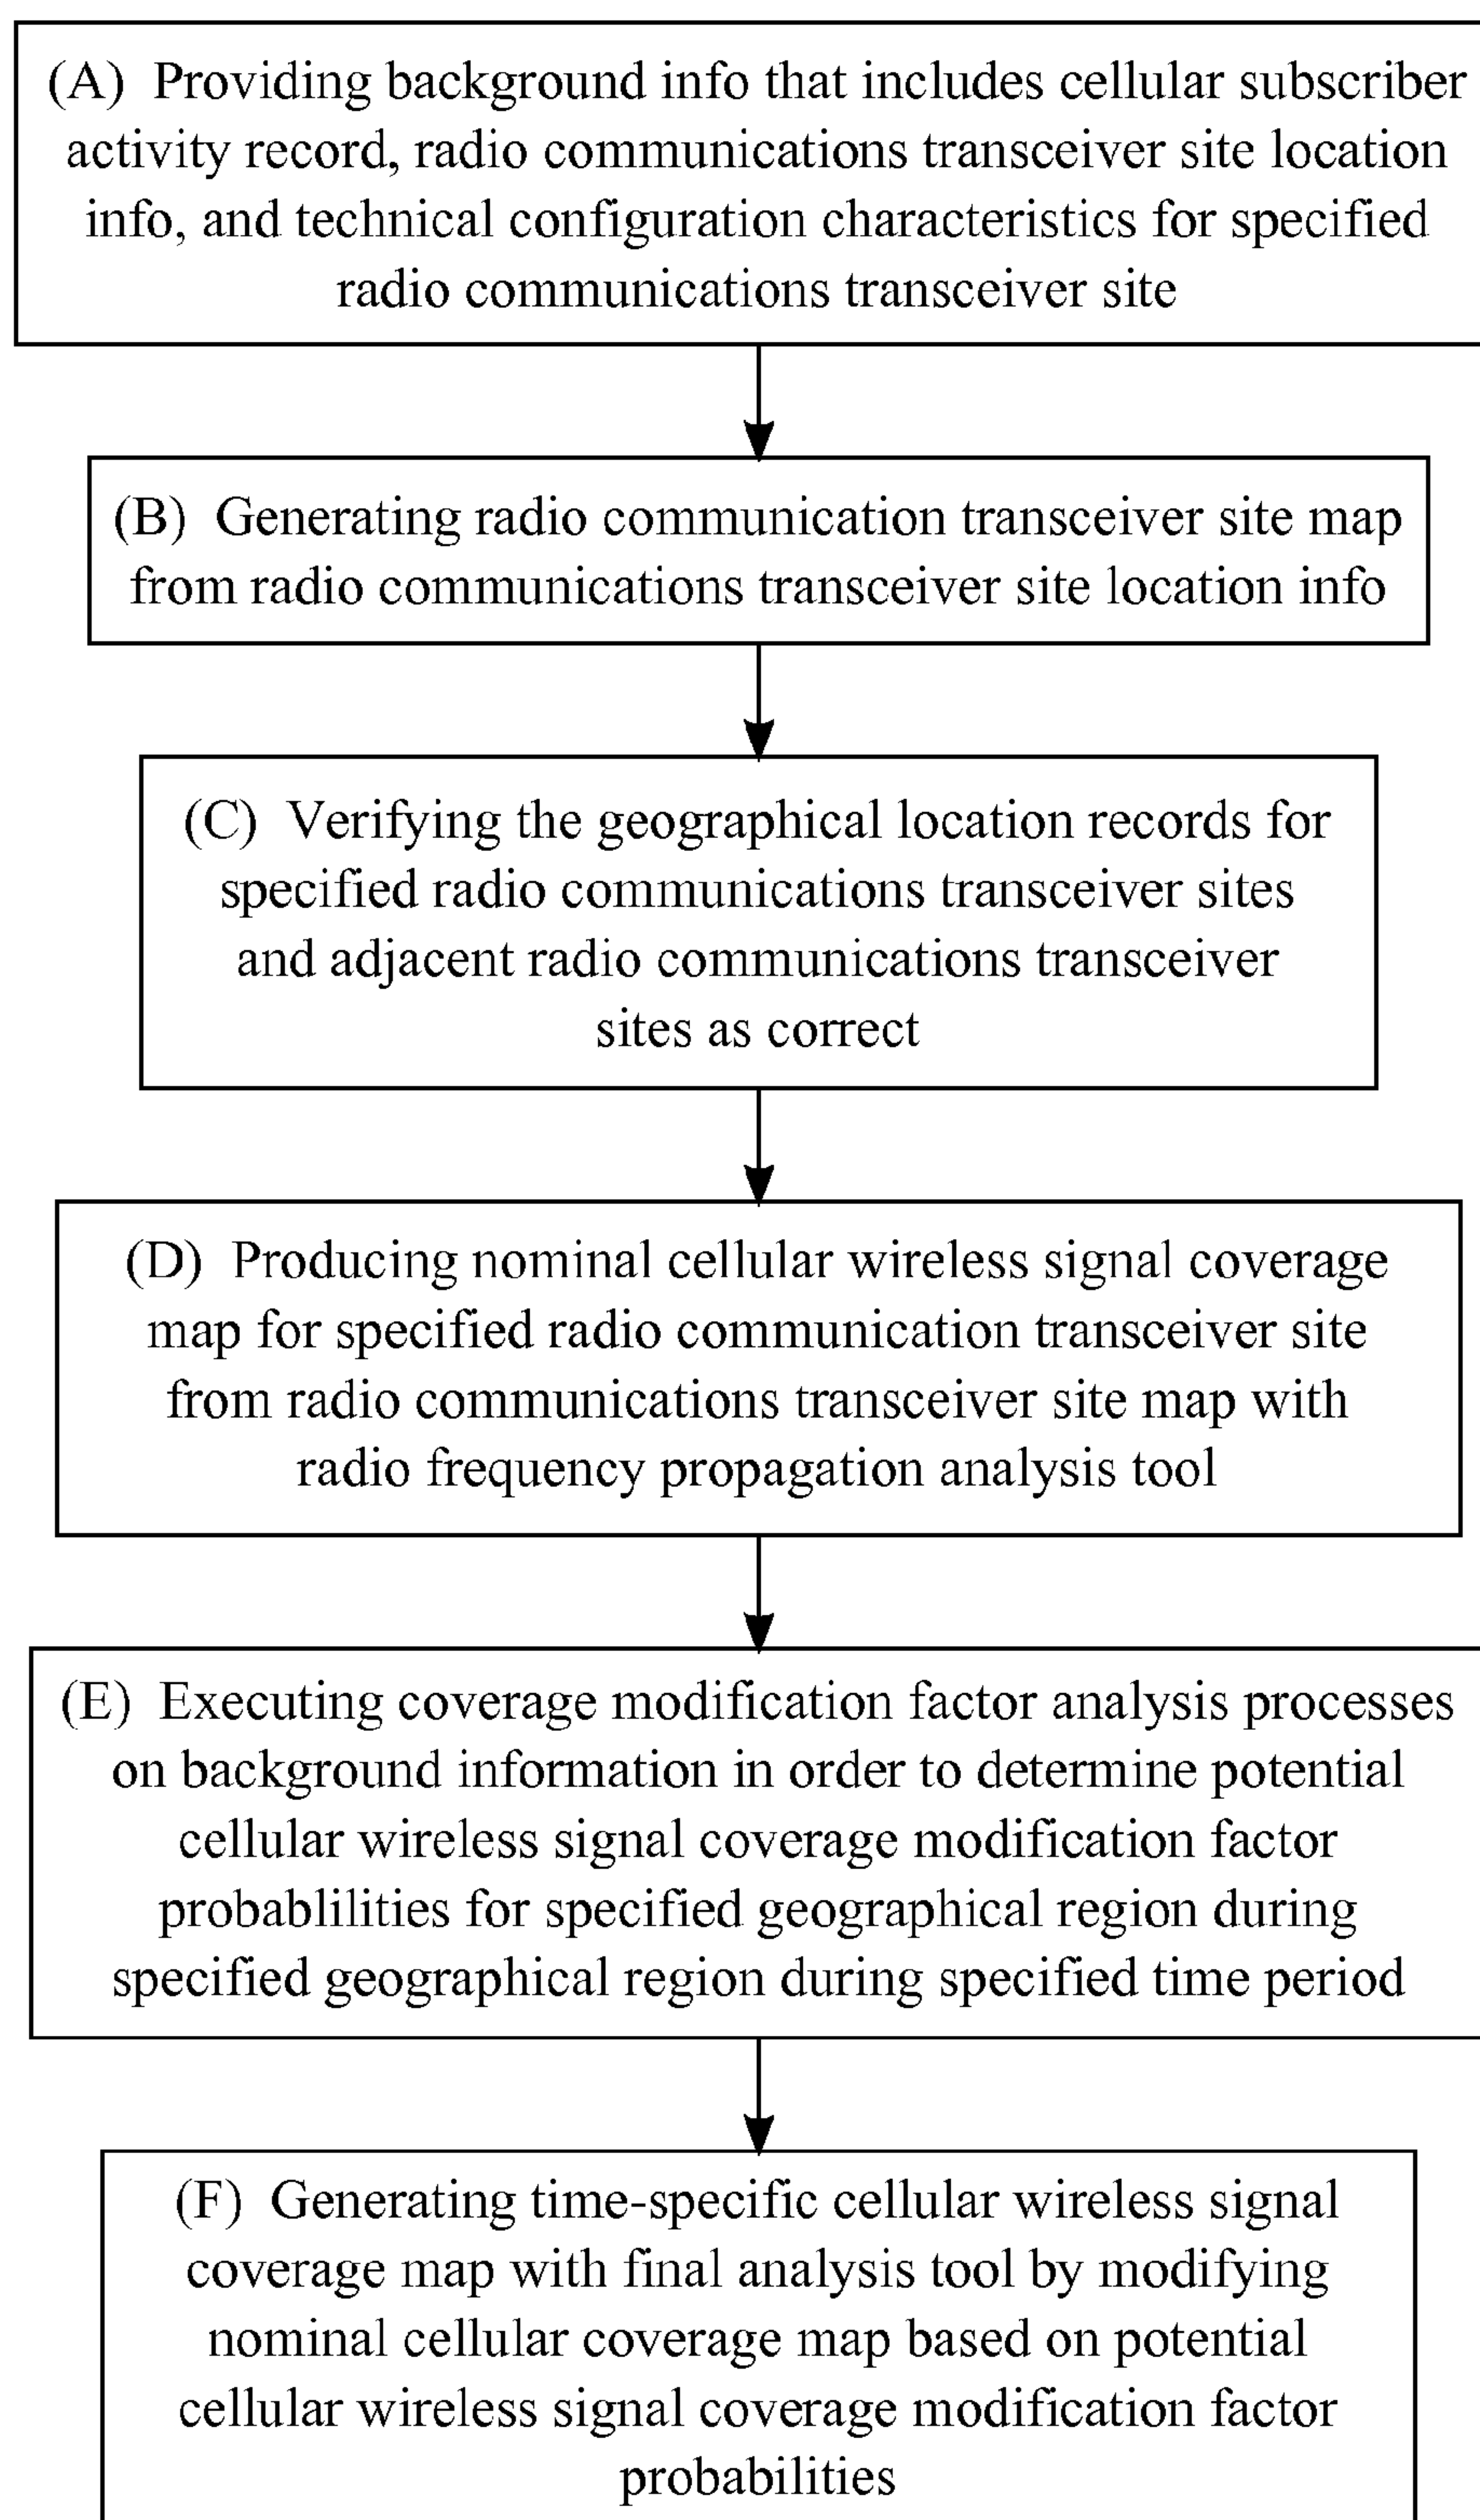 (A) Providing background info that includes cellular subscriber
activity record, radio communications transceiver site location
info, and technical configuration characteristics for specified
radio communications transceiver site
(B) Generating radio communication transceiver site map
from radio communications transceiver site location info
(C) Verifying the geographical location records for
specified radio communications transceiver sites
and adjacent radio communications transceiver
sites as correct
(D) Producing nominal cellular wireless signal coverage
map for specified radio communication transceiver site
from radio communications transceiver site map with
radio frequency propagation analysis tool
(E) Executing coverage modification factor analysis processes
on background information in order to determine potential
cellular wireless signal coverage modification factor
probablilities for specified geographical region during
specified geographical region during specified time period
(F) Generating time-specific cellular wireless signal
coverage map with final analysis tool by modifying
nominal cellular coverage map based on potential
cellular wireless signal coverage modification factor
probabilities